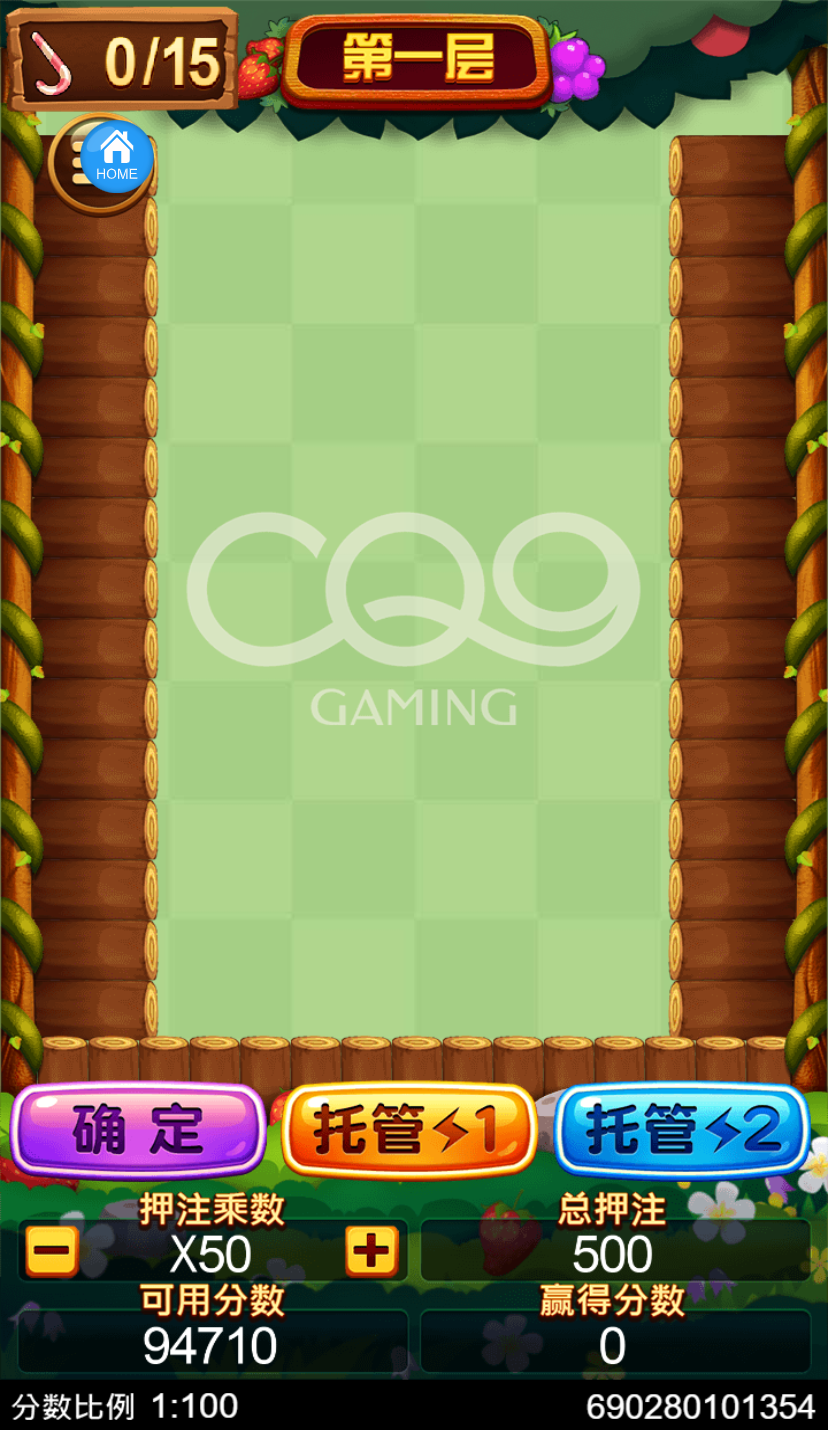 0/15
第一层
HOME
CQ9
GAMING
确定
托管1
托管2
押注乘数
总押注
X50
500
可用分数
赢得分数
94710
0
分数比例 1:100
690280101354